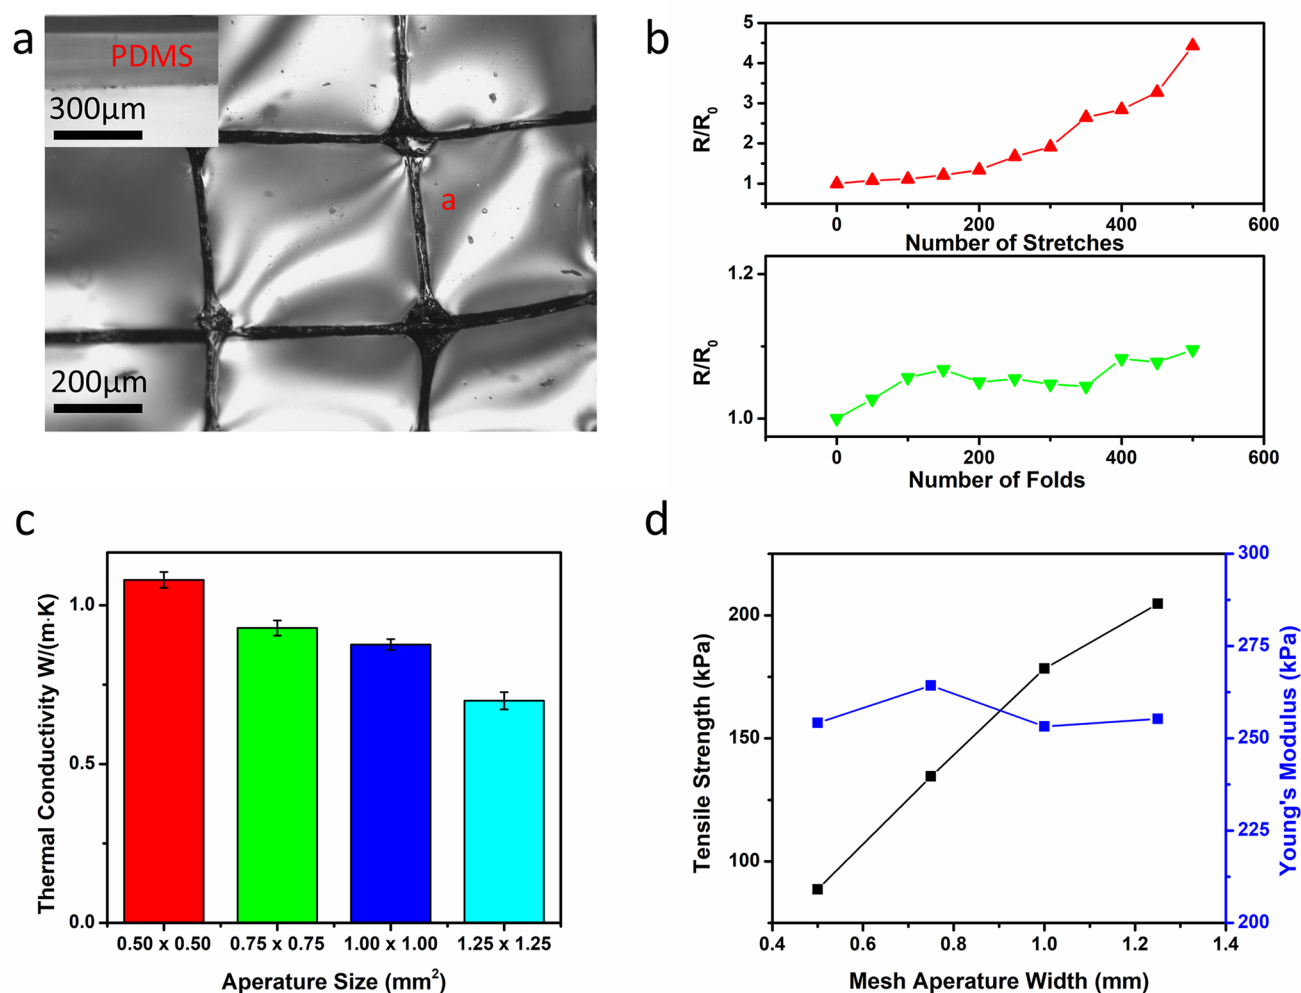 a
PDMS
300μm
a
200μm
b
5
4
3
2
1
R/R0
0
200
400
600
Number of Stretches
1.2
1.0
R/R0
0
200
400
600
Number of Folds
c
1.0
0.5
0.0
Thermal Conductivity W/(m·K)
0.50 x 0.50
0.75 x 0.75
1.00 x 1.00
1.25 x 1.25
Aperature Size (mm²)
d
200
150
100
Tensile Strength (kPa)
300
275
250
225
200
Young's Modulus (kPa)
0.4
0.6
0.8
1.0
1.2
1.4
Mesh Aperature Width (mm)